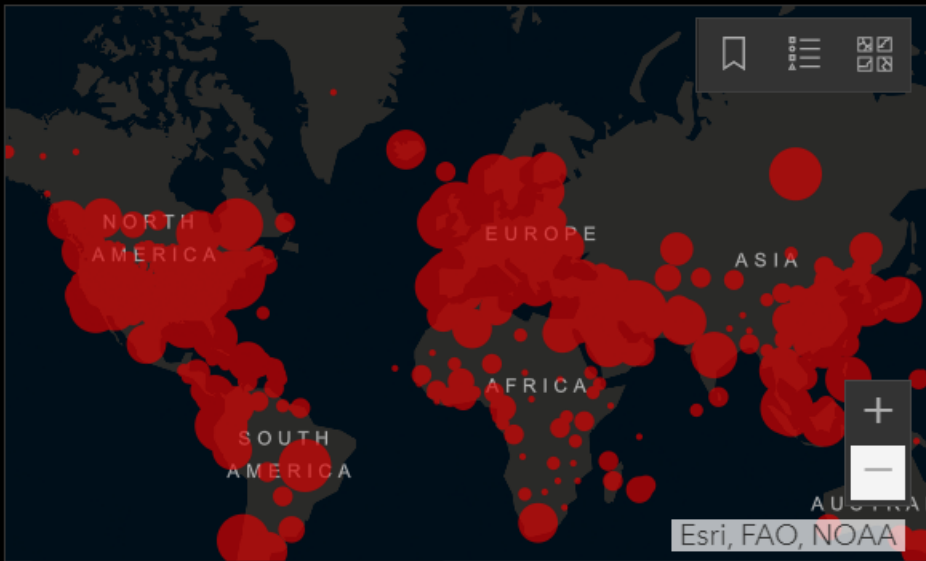 NORTH
AMERICA
EUROPE
ASIA
AFRICA
SOUTH
AMERICA
AUSTRA
Esri, FAO, NOAA